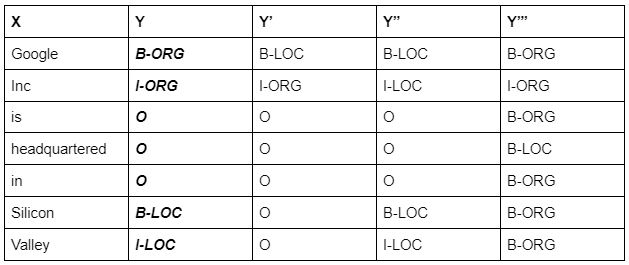 X Y Y’ Y’’ Y’’’
Google B-ORG B-LOC B-LOC B-ORG
Inc I-ORG I-ORG I-LOC I-ORG
is O O O B-ORG
headquartered O O O B-LOC
in O O O B-ORG
Silicon B-LOC O B-LOC B-ORG
Valley I-LOC O I-LOC B-ORG